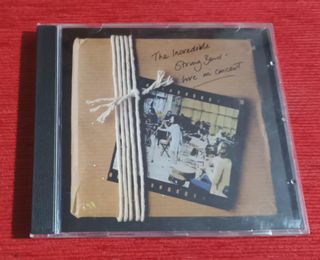 The Incredible
String Band -
live in concert